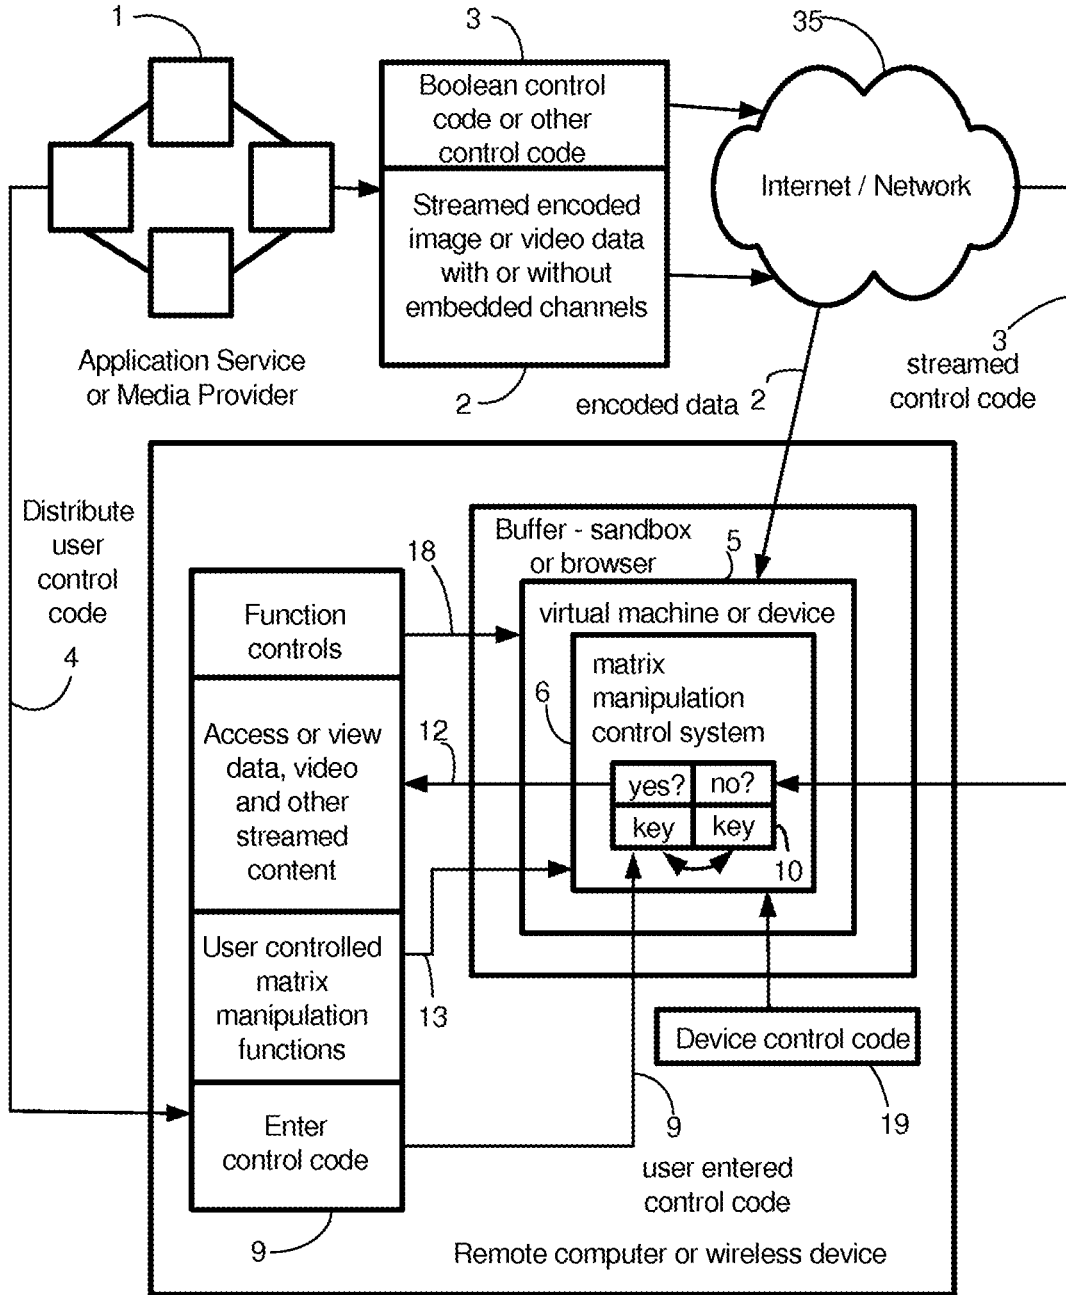 1
3
35
Boolean control
code or other
control code
Internet / Network
Streamed encoded
image or video data
with or without
embedded channels
Application Service
or Media Provider
2
encoded data
2
3
streamed
control code
Distribute
user
control
code
4
Buffer - sandbox
or browser
5
18
Function
controls
virtual machine or device
matrix
manipulation
control system
6
12
Access or view
data, video
and other
streamed
content
yes?
no?
key
key
10
User controlled
matrix
manipulation
functions
13
Device control code
19
Enter
control code
9
user entered
control code
9
Remote computer or wireless device